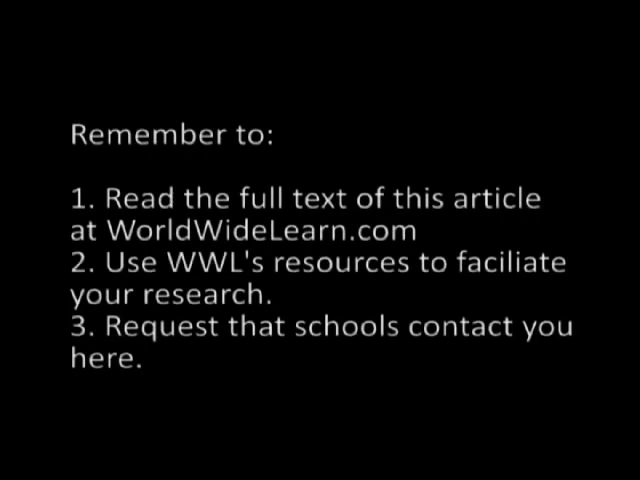 Remember to:
1. Read the full text of this article
at WorldWideLearn.com
2. Use WWL's resources to faciliate
your research.
3. Request that schools contact you
here.